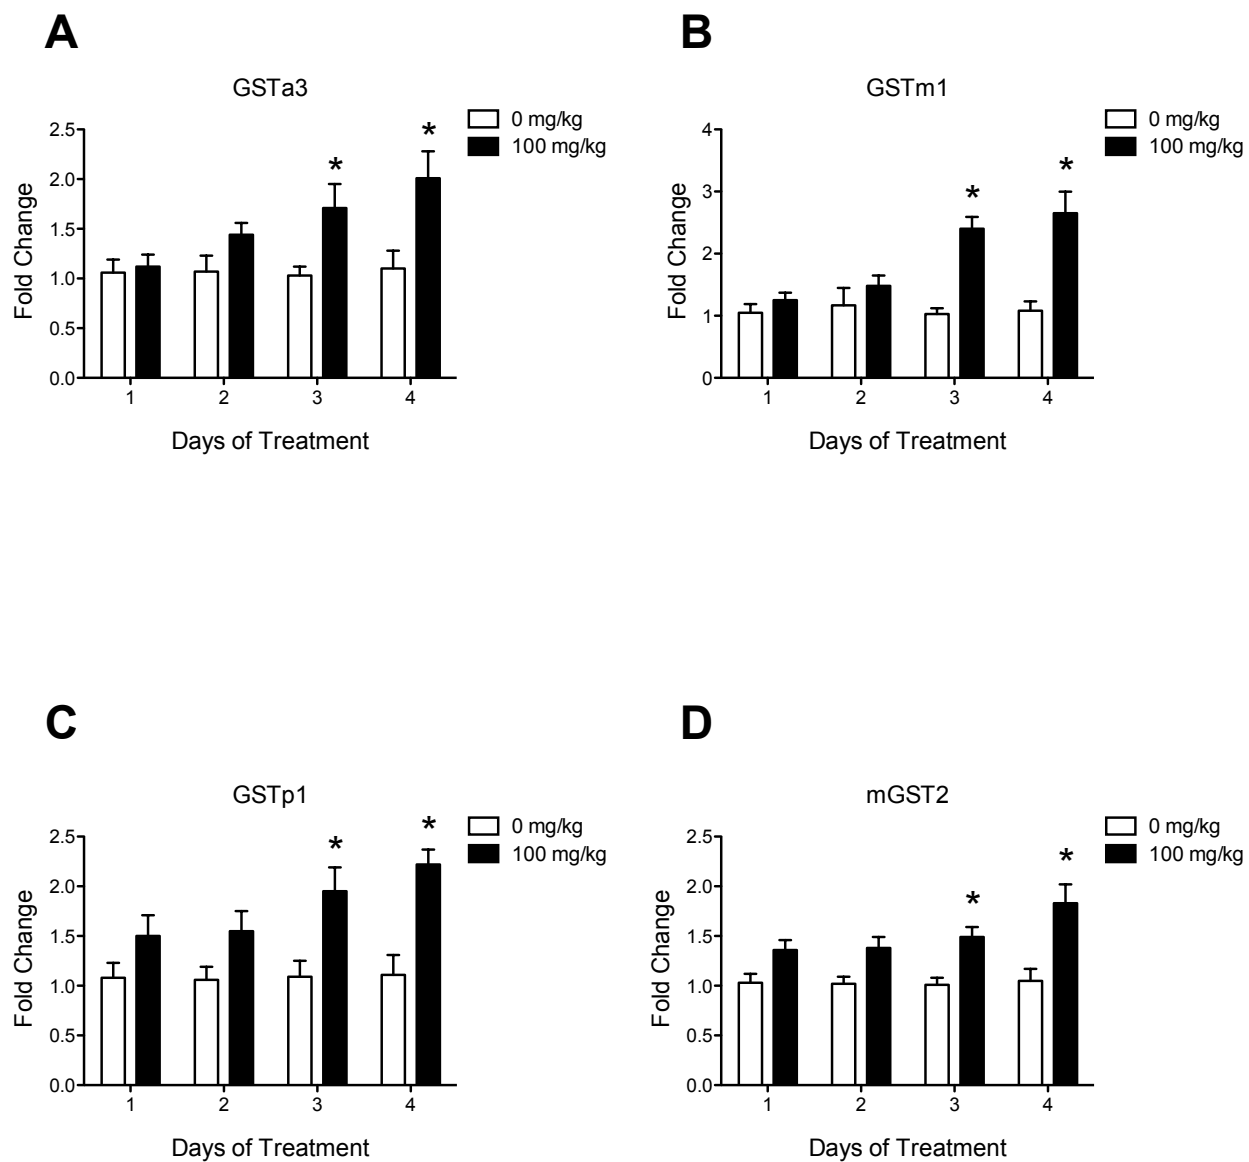 A
GSTa3
0 mg/kg
100 mg/kg
2.5
2.0
1.5
1.0
0.5
0.0
Fold Change
* *
1 2 3 4
Days of Treatment
B
GSTm1
0 mg/kg
100 mg/kg
4
3
2
1
0
Fold Change
* *
1 2 3 4
Days of Treatment
C
GSTp1
0 mg/kg
100 mg/kg
2.5
2.0
1.5
1.0
0.5
0.0
Fold Change
* *
1 2 3 4
Days of Treatment
D
mGST2
0 mg/kg
100 mg/kg
2.5
2.0
1.5
1.0
0.5
0.0
Fold Change
* *
1 2 3 4
Days of Treatment